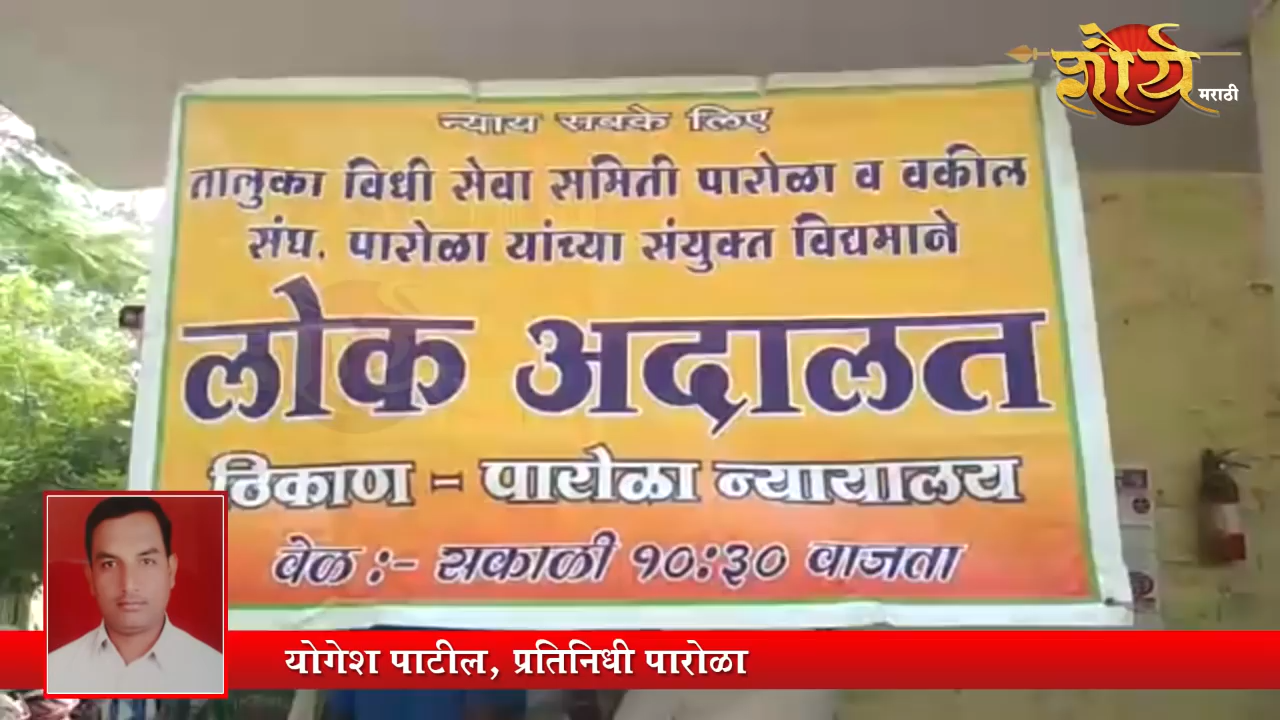 शौर्य
मराठी
न्याय सबके लिए
तालुका विधी सेवा समिती पारोळा व वकील
संघ. पारोळा यांच्या संयुक्त विद्यमाने
लोक अदालत
ठिकाण - पारोळा न्यायालय
वेळ :- सकाळी १०:३० वाजता
योगेश पाटील, प्रतिनिधी पारोळा